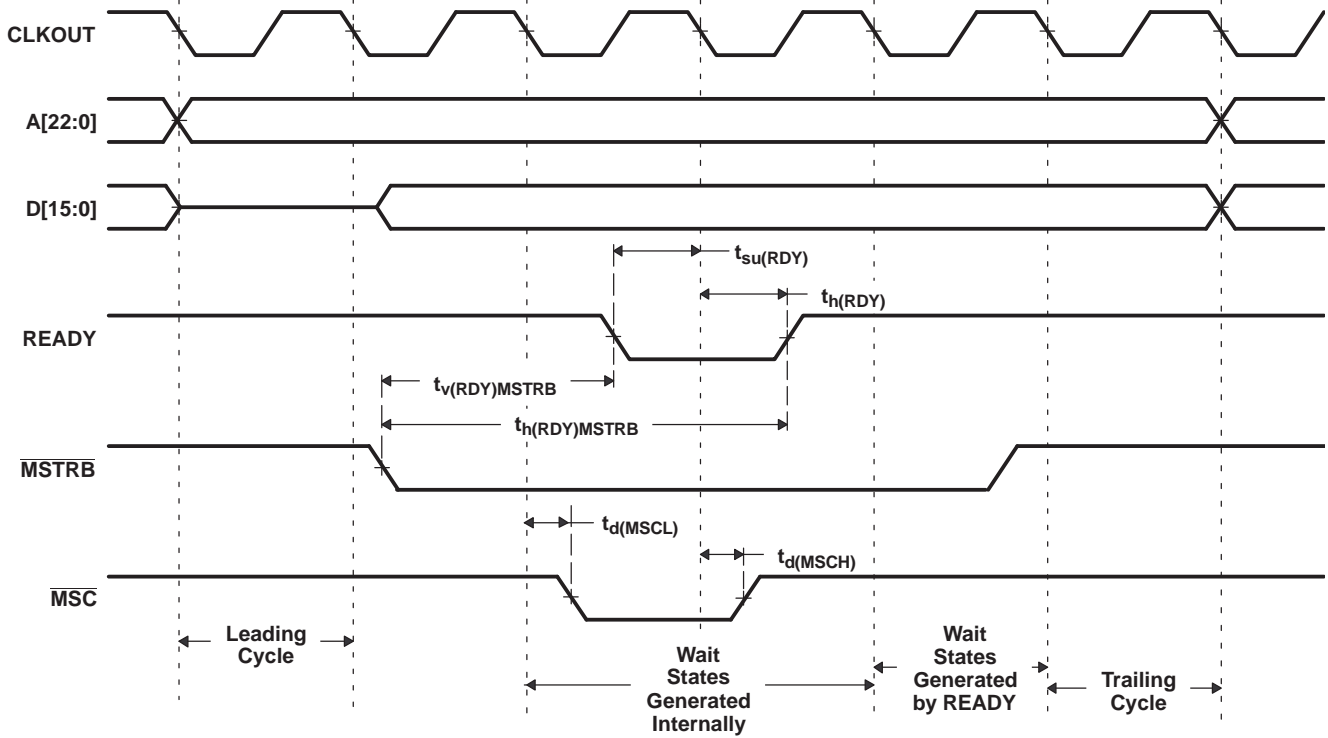 CLKOUT
A[22:0]
D[15:0]
tsu(RDY)
th(RDY)
READY
tv(RDY)MSTRB
th(RDY)MSTRB
MSTRB
td(MSCL)
td(MSCH)
MSC
Leading
Cycle
Wait
States
Generated
Internally
Wait
States
Generated
by READY
Trailing
Cycle